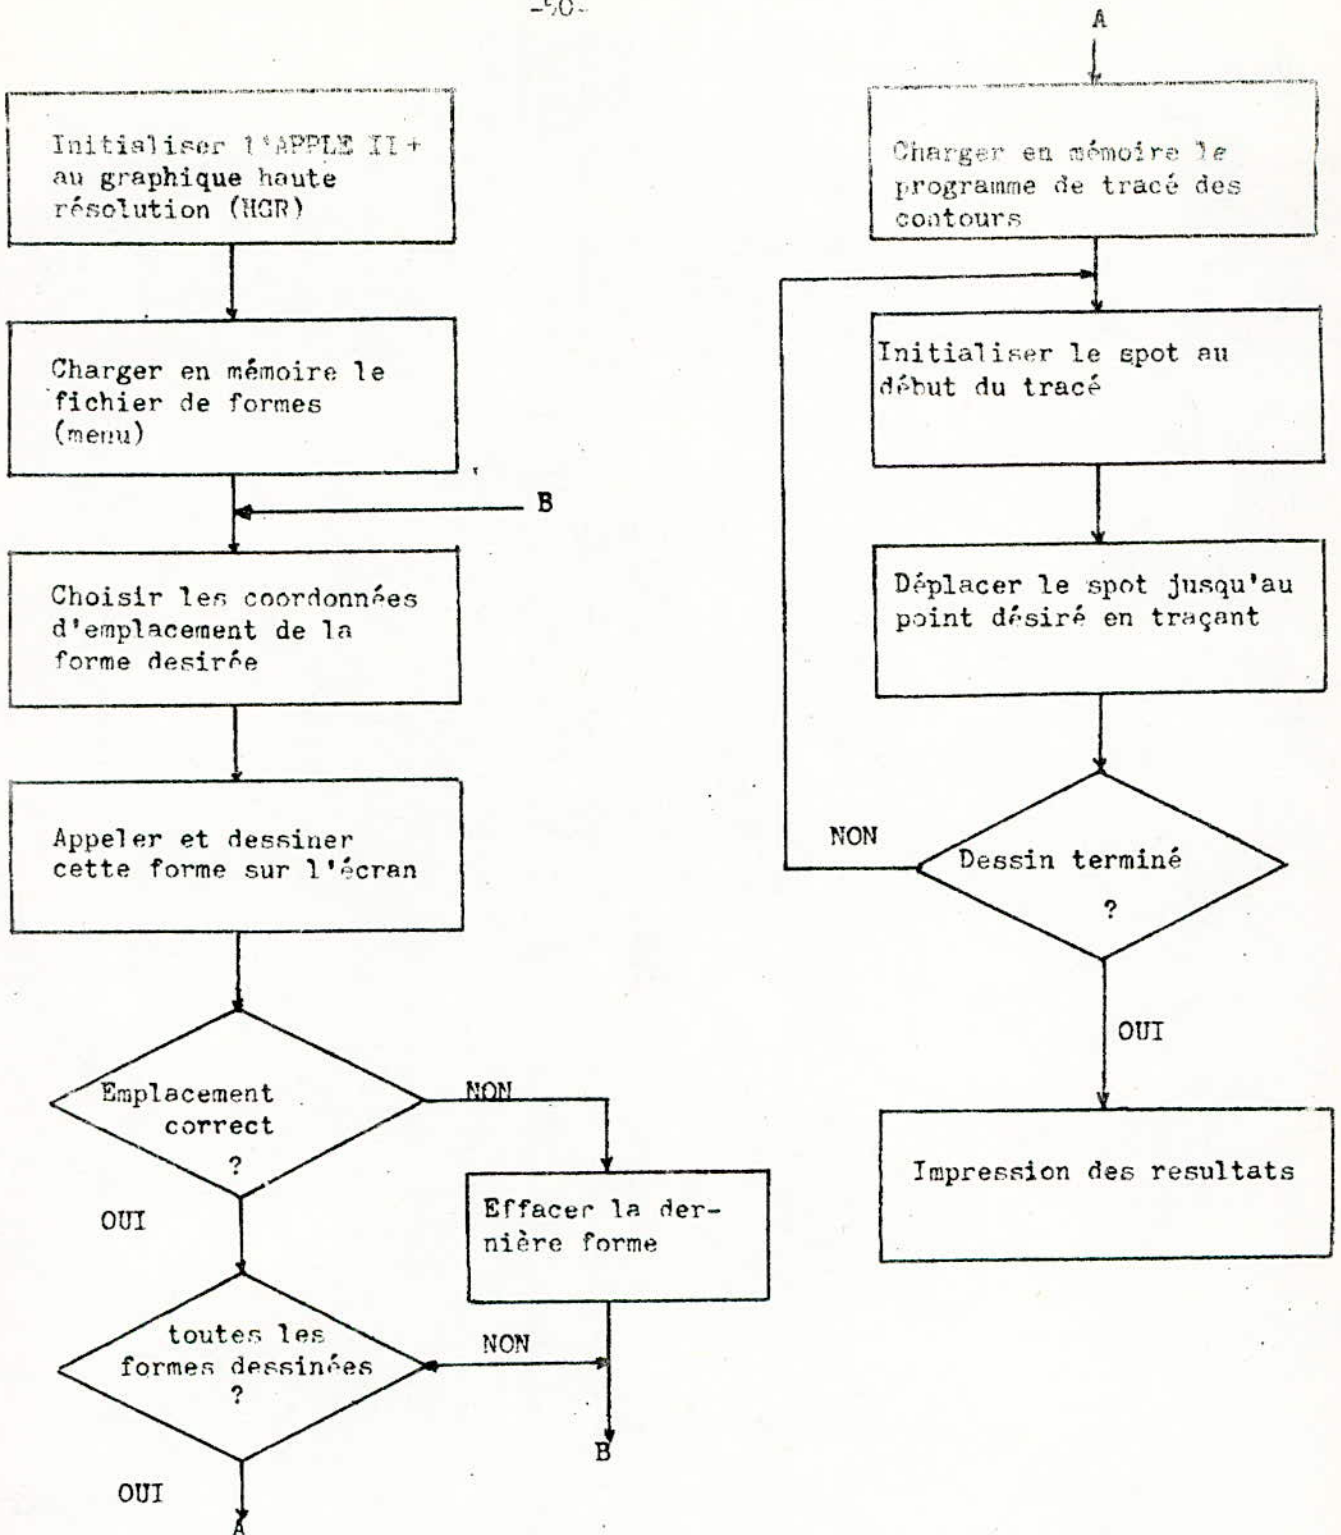 Initialiser l'APPLE II+
au graphique haute
résolution (HGR)
Charger en mémoire le
fichier de formes
(menu)
B
Choisir les coordonnées
d'emplacement de la
forme desirée
Appeler et dessiner
cette forme sur l'écran
Emplacement
correct
?
NON
OUI
Effacer la der-
nière forme
toutes les
formes dessinées
?
NON
B
OUI
A
A
Charger en mémoire le
programme de tracé des
contours
Initialiser le spot au
début du tracé
Déplacer le spot jusqu'au
point désiré en traçant
NON
Dessin terminé
?
OUI
Impression des resultats